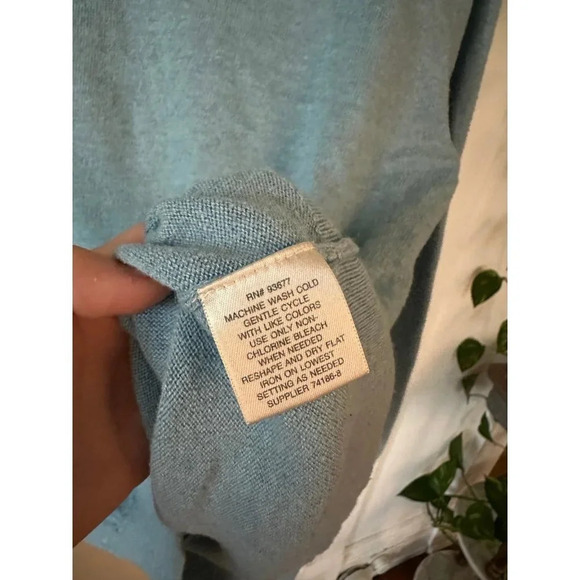 RN# 93677
MACHINE WASH COLD
GENTLE CYCLE
WITH LIKE COLORS
USE ONLY NON-
CHLORINE BLEACH
WHEN NEEDED
RESHAPE AND DRY FLAT
IRON ON LOWEST
SETTING AS NEEDED
SUPPLIER 74186-8